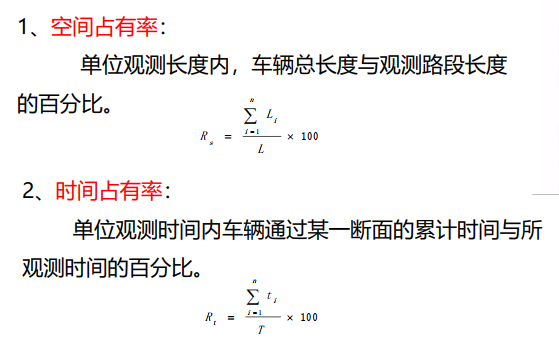 1、空间占有率：
单位观测长度内，车辆总长度与观测路段长度
的百分比。
R_s = \frac{\sum_{i=1}^{n} L_i}{L} × 100
2、时间占有率：
单位观测时间内车辆通过某一断面的累计时间与所
观测时间的百分比。
R_t = \frac{\sum_{i=1}^{n} t_i}{T} × 100